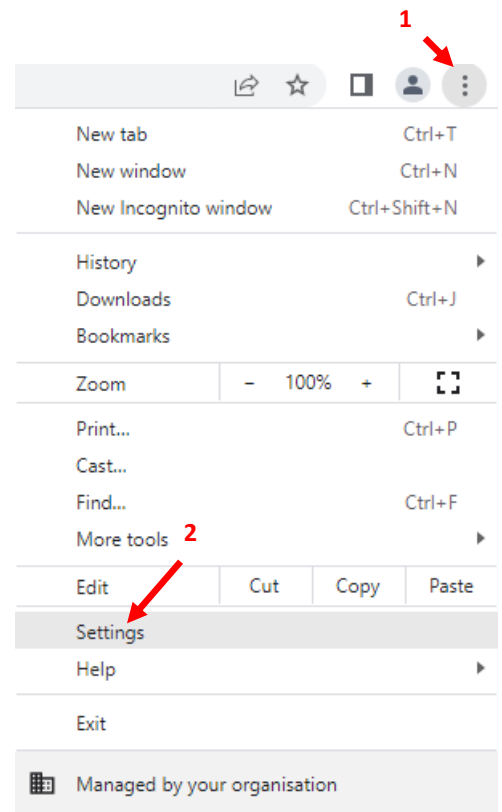 1
New tab Ctrl+T
New window Ctrl+N
New Incognito window Ctrl+Shift+N
History
Downloads Ctrl+J
Bookmarks
Zoom - 100% +
Print... Ctrl+P
Cast...
Find... Ctrl+F
More tools 2
Edit Cut Copy Paste
Settings
Help
Exit
Managed by your organisation